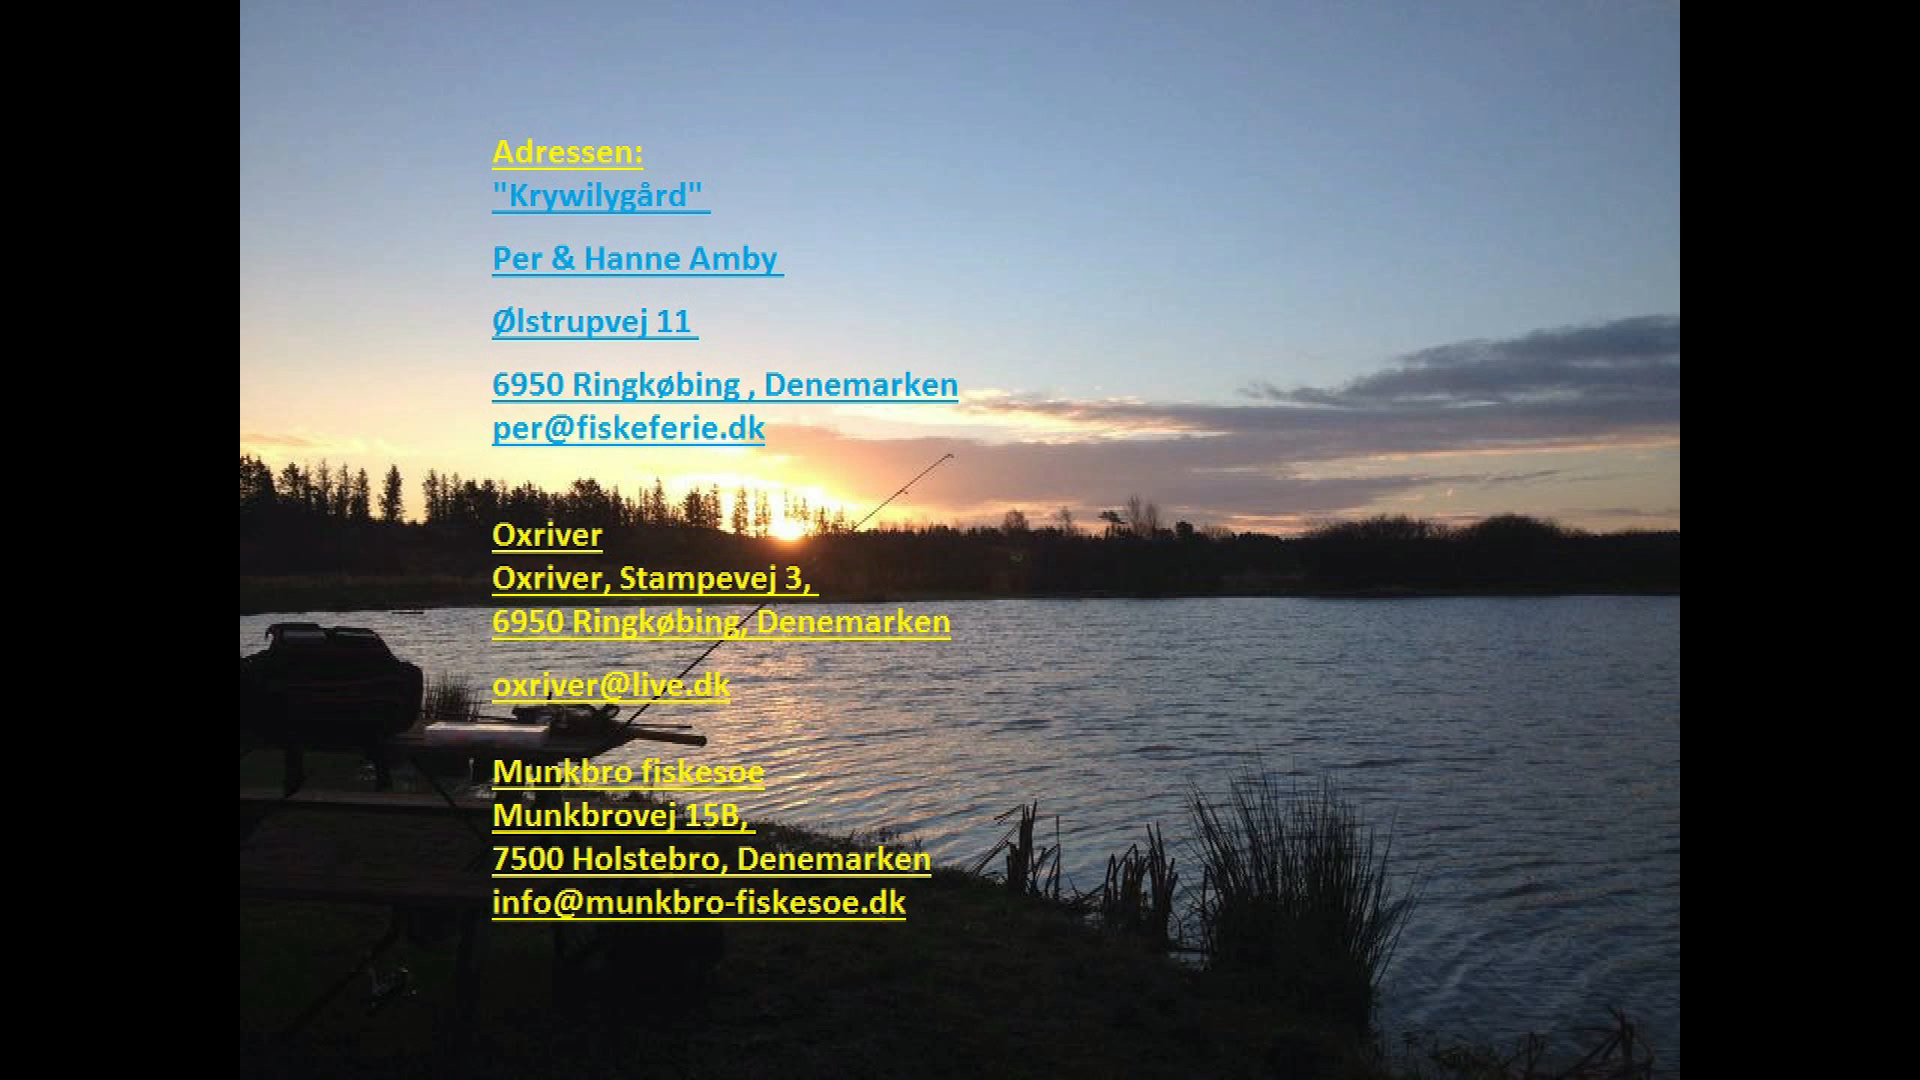 Adressen:
"Krywilygård"
Per & Hanne Amby
Ølstrupvej 11
6950 Ringkøbing , Denemarken
per@fiskeferie.dk
Oxriver
Oxriver, Stampevej 3,
6950 Ringkøbing, Denemarken
oxriver@live.dk
Munkbro fiskesoe
Munkbrovej 15B,
7500 Holstebro, Denemarken
info@munkbro-fiskesoe.dk